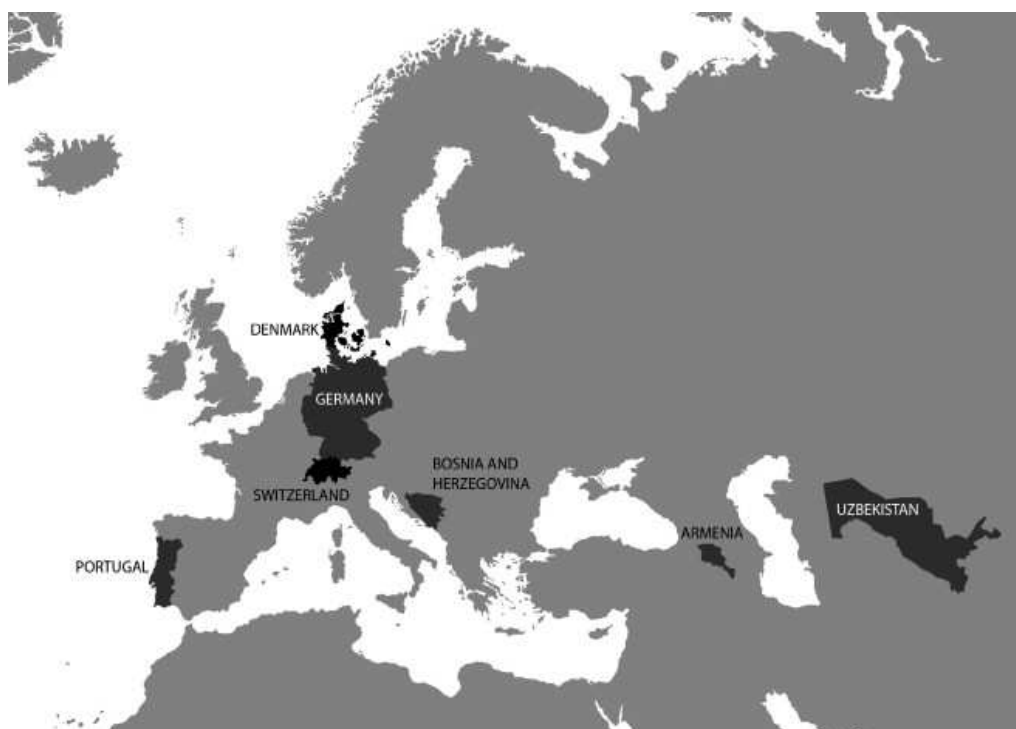 DENMARK
GERMANY
BOSNIA AND
HERZEGOVINA
SWITZERLAND
UZBEKISTAN
ARMENIA
PORTUGAL